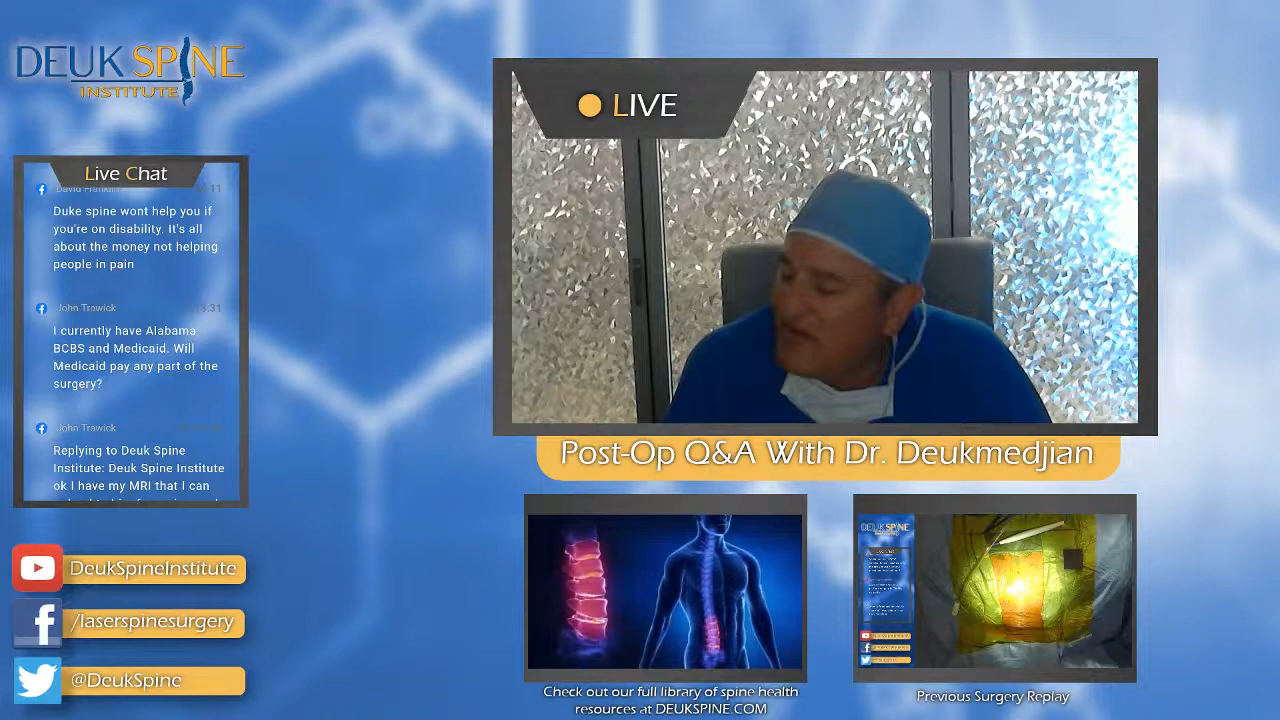 DEUK SPINE
INSTITUTE
Live Chat
David Franklin
Duke spine wont help you if
you're on disability. It's all
about the money not helping
people in pain
John Trawick
I currently have Alabama
BCBS and Medicaid. Will
Medicaid pay any part of the
surgery?
John Trawick
Replying to Deuk Spine
Institute: Deuk Spine Institute
ok I have my MRI that I can
DeukSpineInstitute
/laserspinesurgery
@DeukSpine
LIVE
Post-Op Q&A With Dr. Deukmedjian
Check out our full library of spine health
resources at DEUKSPINE.COM
DEUK SPINE
Previous Surgery Replay